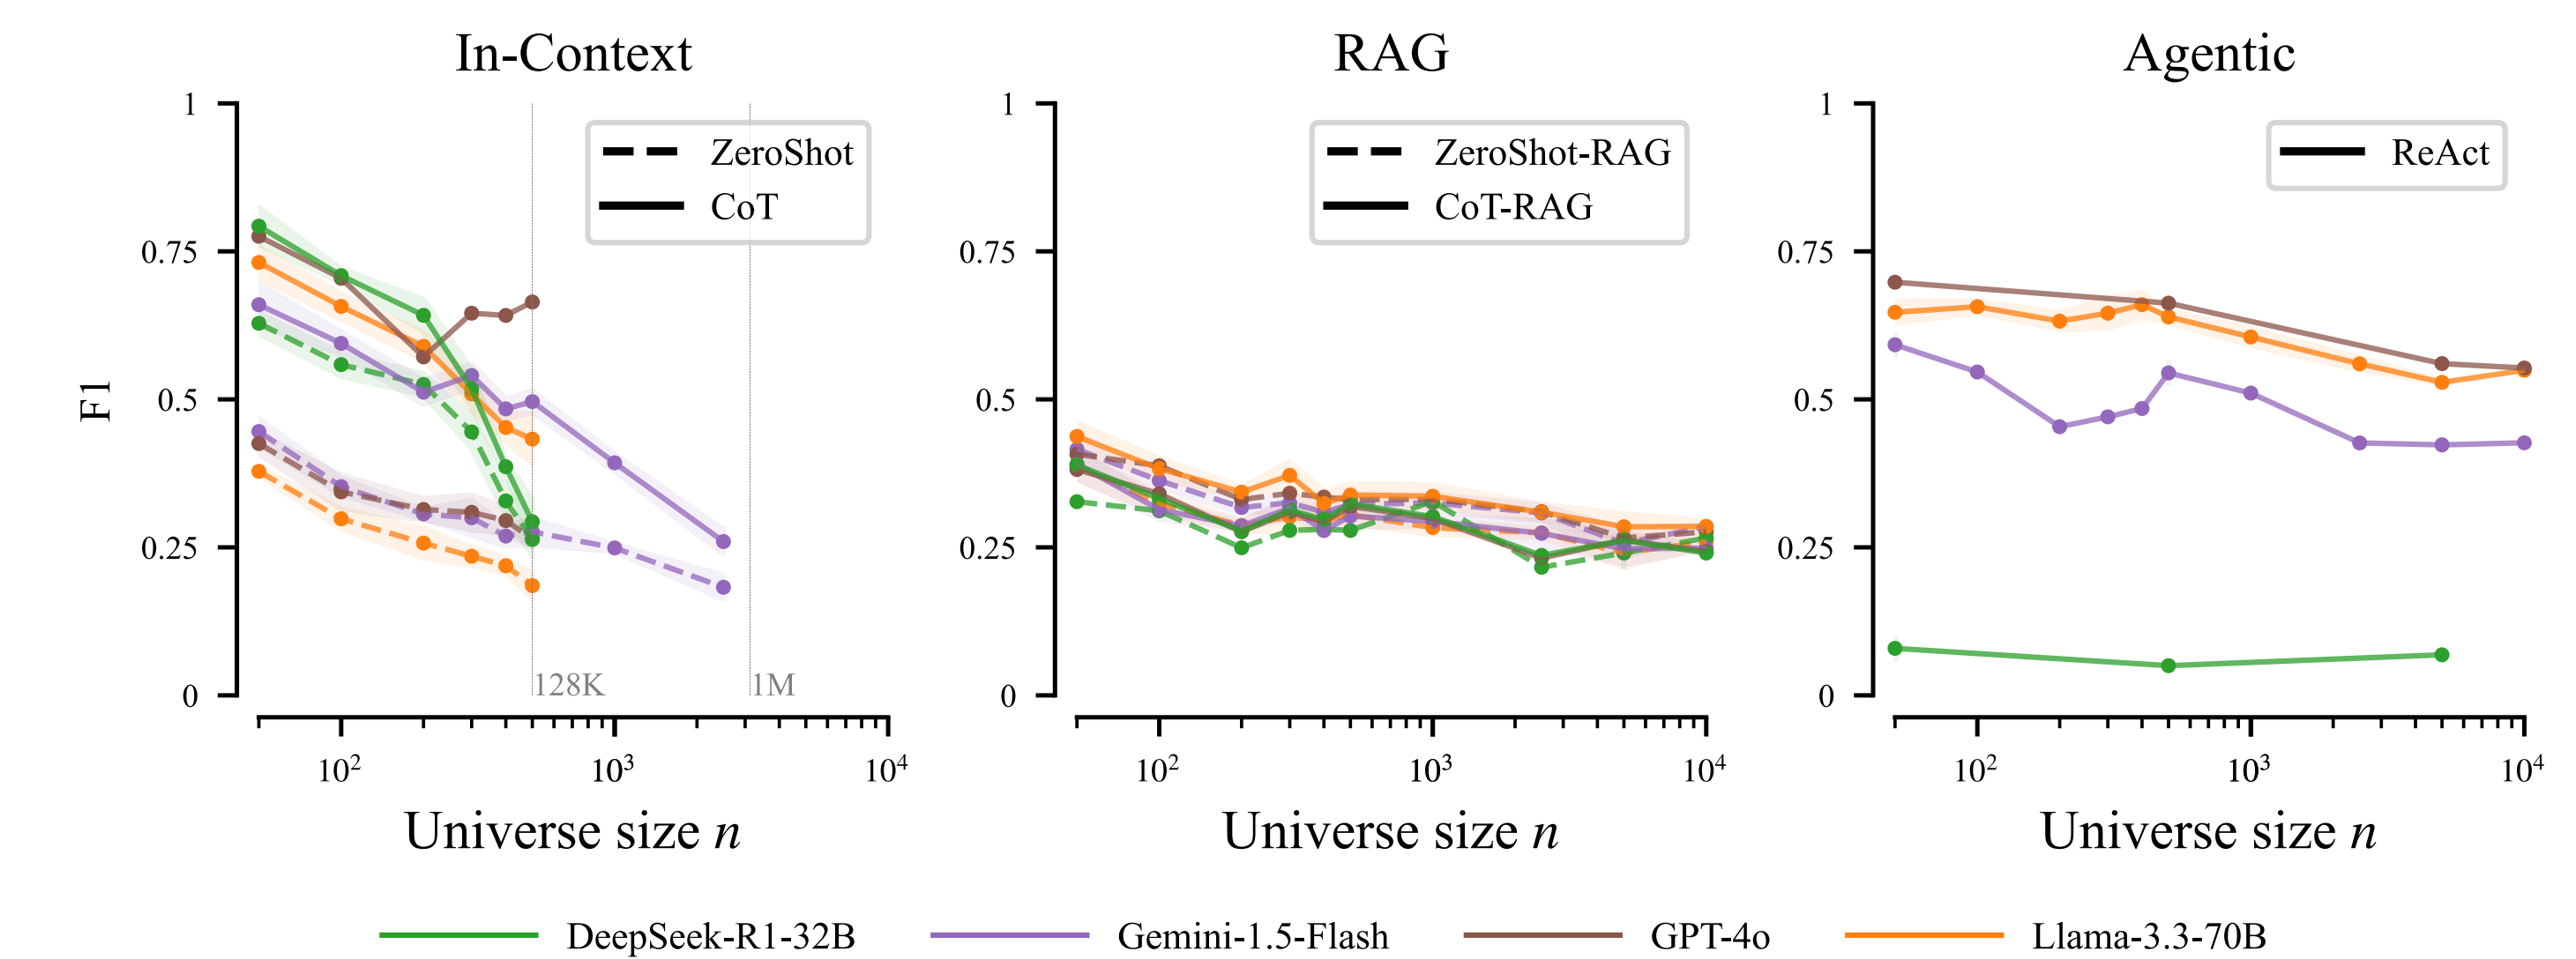 In-Context
RAG
Agentic
F1
1
0.75
0.5
0.25
0
ZeroShot
CoT
128K
1M
10²
10³
10⁴
Universe size n
1
0.75
0.5
0.25
0
ZeroShot-RAG
CoT-RAG
10²
10³
10⁴
Universe size n
1
0.75
0.5
0.25
0
ReAct
10²
10³
10⁴
Universe size n
DeepSeek-R1-32B
Gemini-1.5-Flash
GPT-4o
Llama-3.3-70B